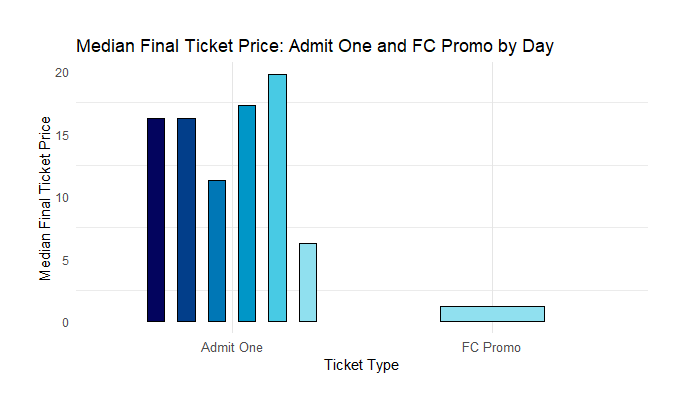 Median Final Ticket Price: Admit One and FC Promo by Day
Median Final Ticket Price
20
15
10
5
0
Admit One
FC Promo
Ticket Type